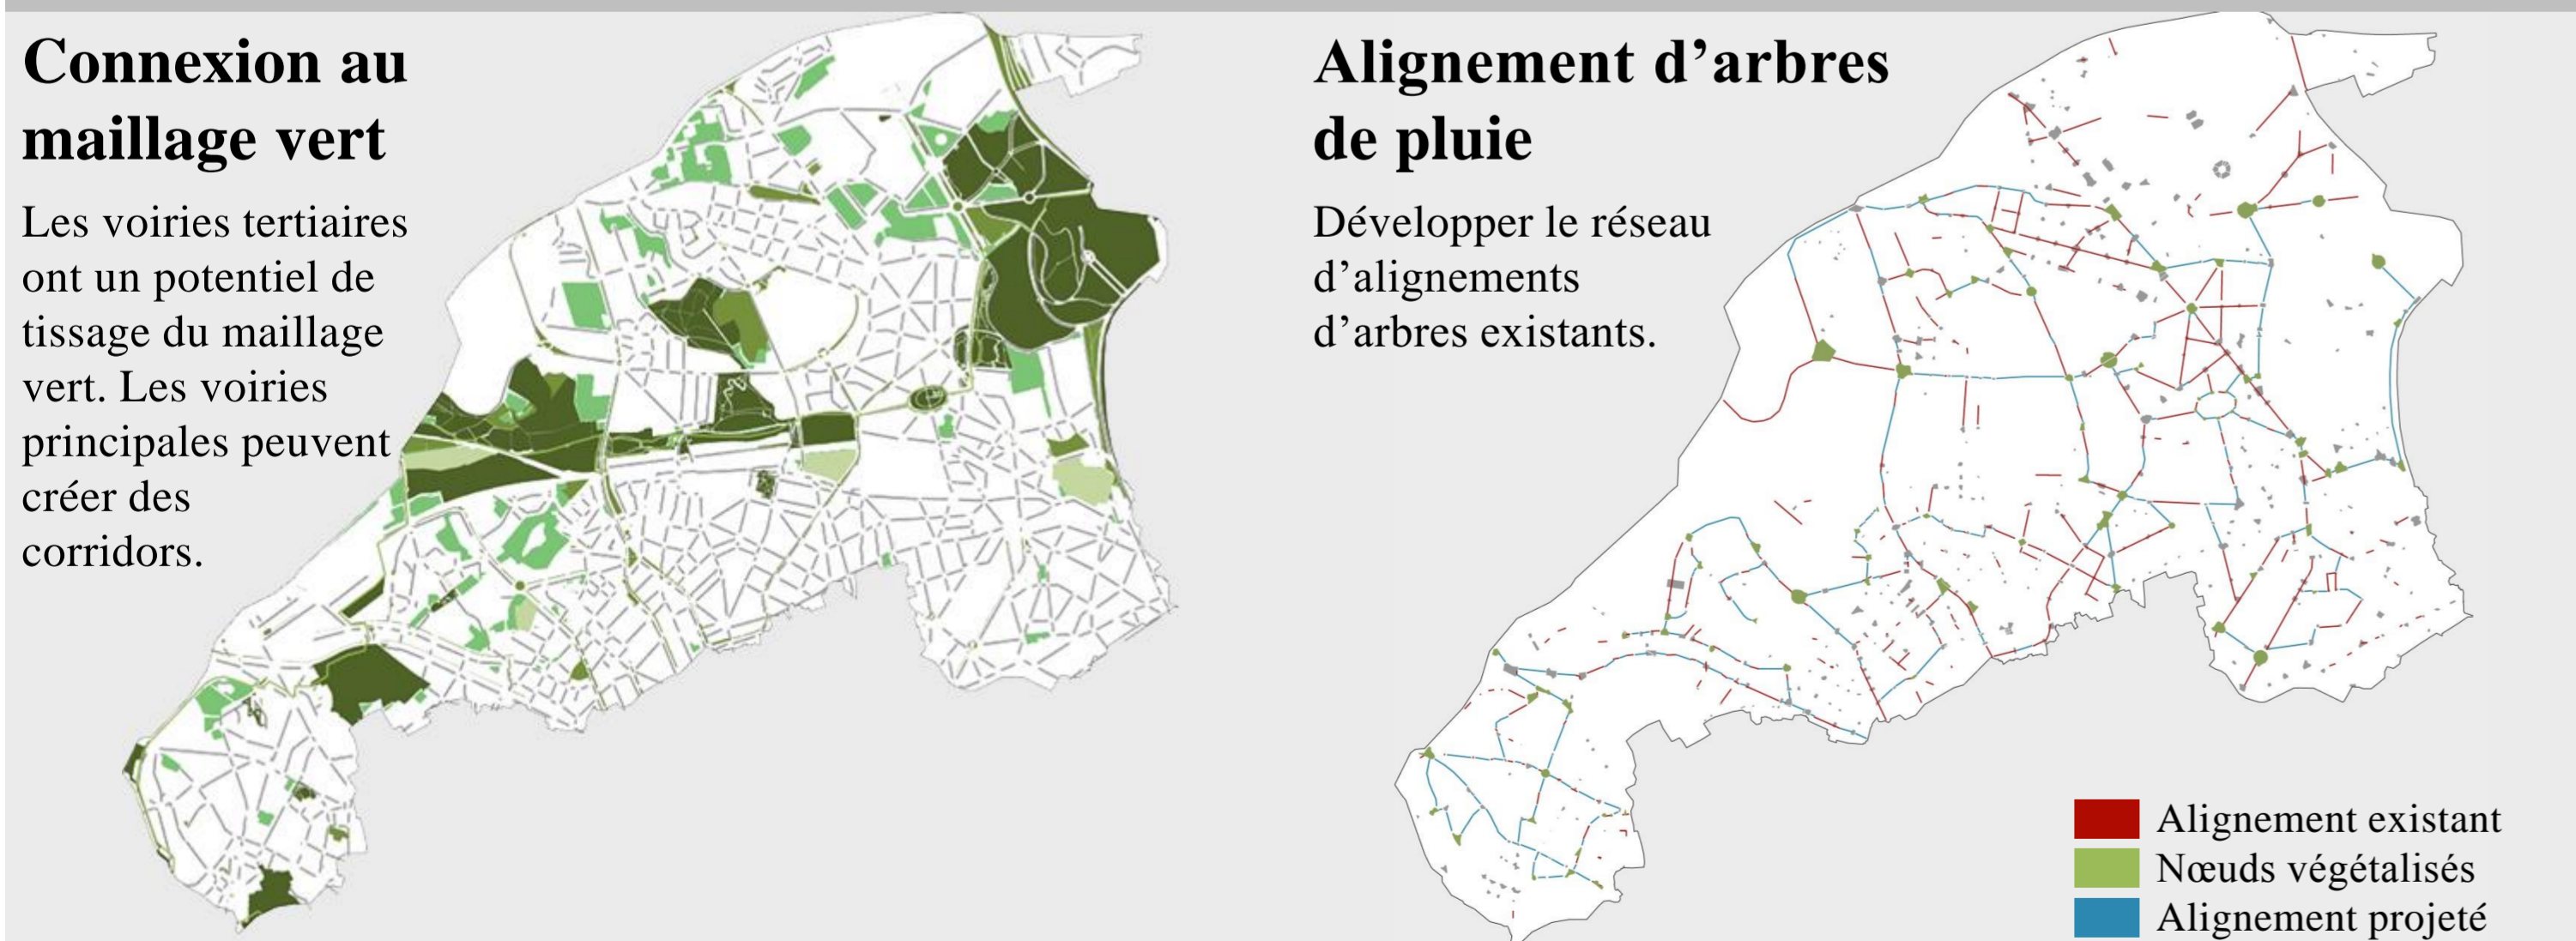 Connexion au
maillage vert
Les voiries tertiaires
ont un potentiel de
tissage du maillage
vert. Les voiries
principales peuvent
créer des
corridors.
Alignement d’arbres
de pluie
Développer le réseau
d’alignements
d’arbres existants.
Alignement existant
Nœuds végétalisés
Alignement projeté